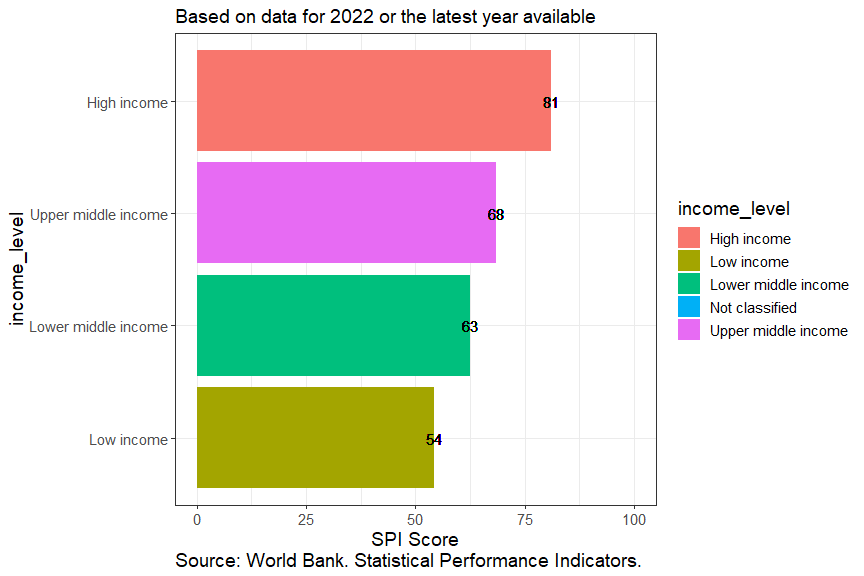 Based on data for 2022 or the latest year available
income_level
High income
81
Upper middle income
68
Lower middle income
63
Low income
54
0
25
50
75
100
SPI Score
Source: World Bank. Statistical Performance Indicators.
income_level
High income
Low income
Lower middle income
Not classified
Upper middle income